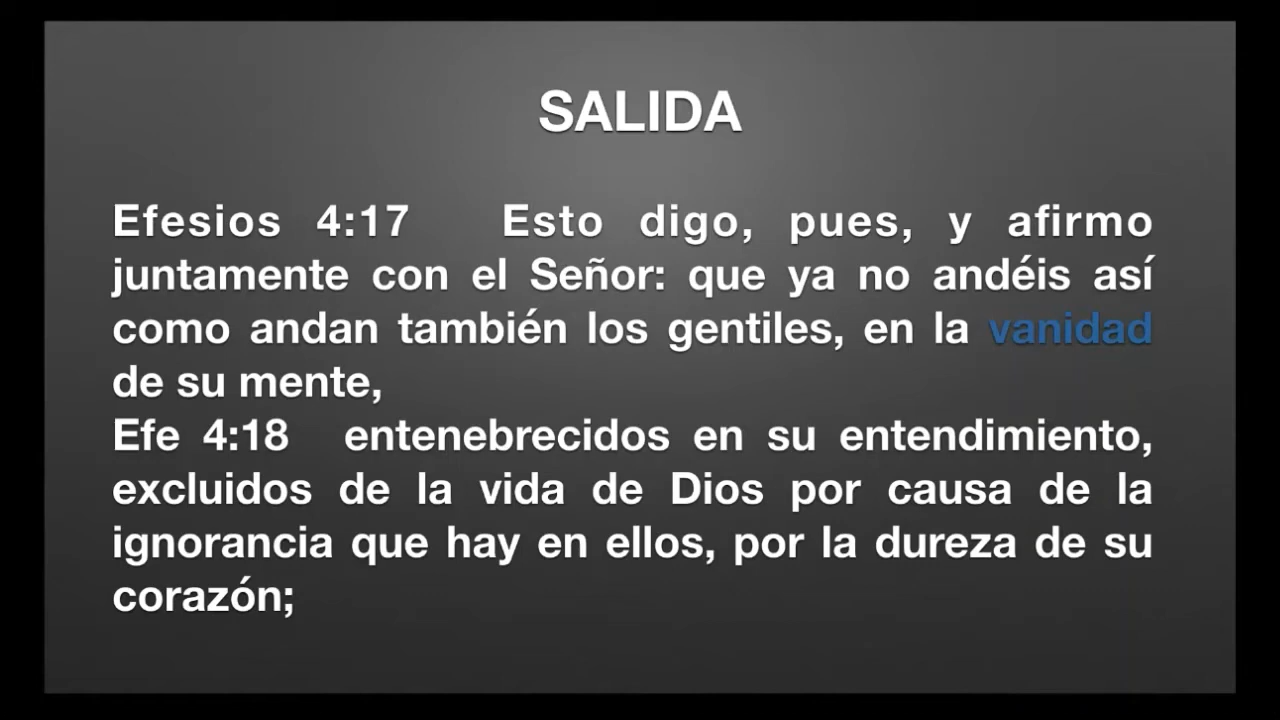 SALIDA
Efesios 4:17 Esto digo, pues, y afirmo
juntamente con el Señor: que ya no andéis así
como andan también los gentiles, en la vanidad
de su mente,
Efe 4:18 entenebrecidos en su entendimiento,
excluidos de la vida de Dios por causa de la
ignorancia que hay en ellos, por la dureza de su
corazón;